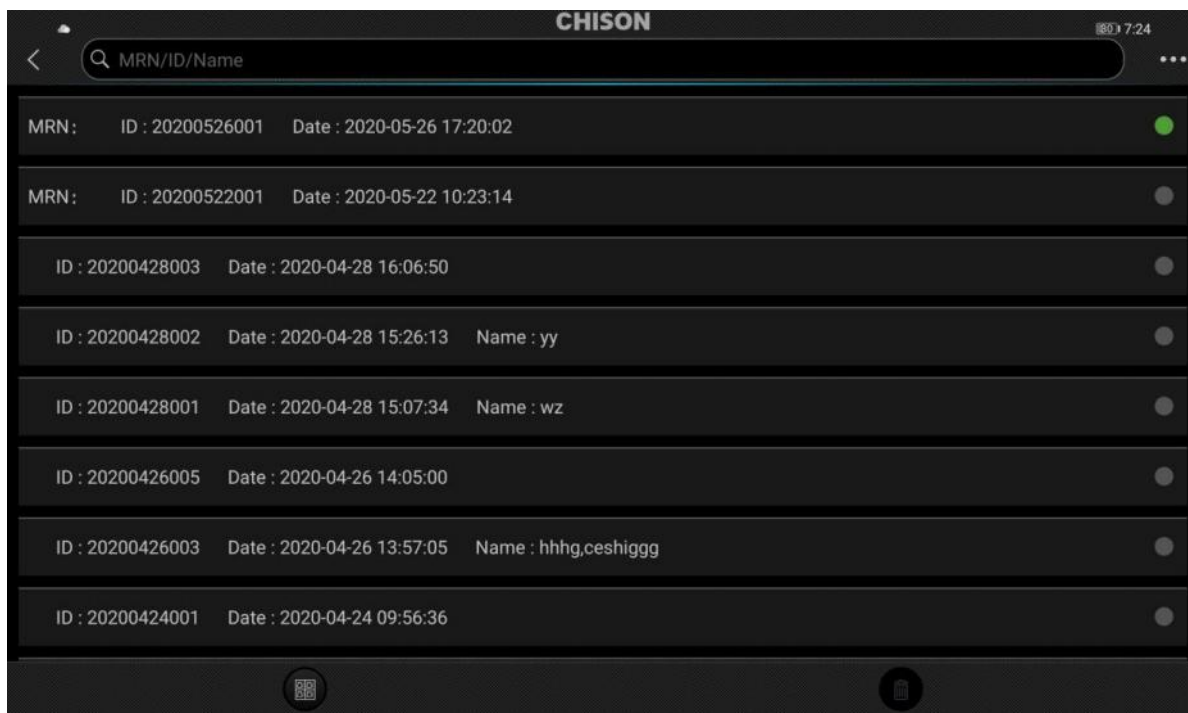 CHISON
80 7:24
MRN/ID/Name
MRN: ID : 20200526001 Date : 2020-05-26 17:20:02
MRN: ID : 20200522001 Date : 2020-05-22 10:23:14
ID : 20200428003 Date : 2020-04-28 16:06:50
ID : 20200428002 Date : 2020-04-28 15:26:13 Name : yy
ID : 20200428001 Date : 2020-04-28 15:07:34 Name : wz
ID : 20200426005 Date : 2020-04-26 14:05:00
ID : 20200426003 Date : 2020-04-26 13:57:05 Name : hhhg,ceshiggg
ID : 20200424001 Date : 2020-04-24 09:56:36